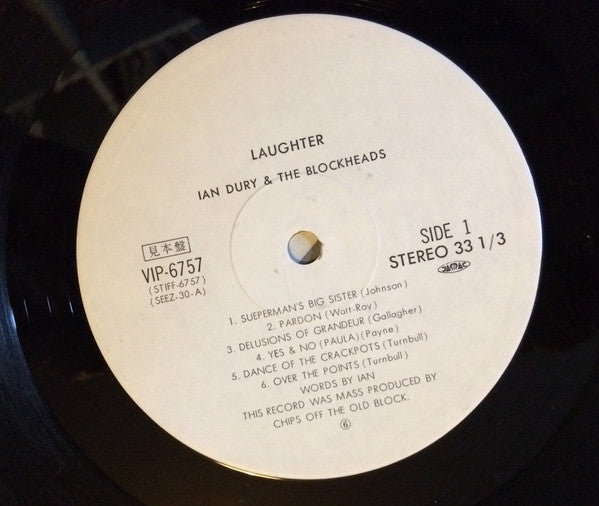 LAUGHTER
IAN DURY & THE BLOCKHEADS
見本盤
VIP-6757
(STIFF-6757)
(SEEZ-30-A)
SIDE 1
STEREO 33 1/3
JASRAC
1. SUEPERMAN'S BIG SISTER (Johnson)
2. PARDON (Watt-Roy)
3. DELUSIONS OF GRANDEUR (Gallagher)
4. YES & NO (PAULA) (Payne)
5. DANCE OF THE CRACKPOTS (Turnbull)
6. OVER THE POINTS (Turnbull)
WORDS BY IAN
THIS RECORD WAS MASS PRODUCED BY
CHIPS OFF THE OLD BLOCK.
⑥